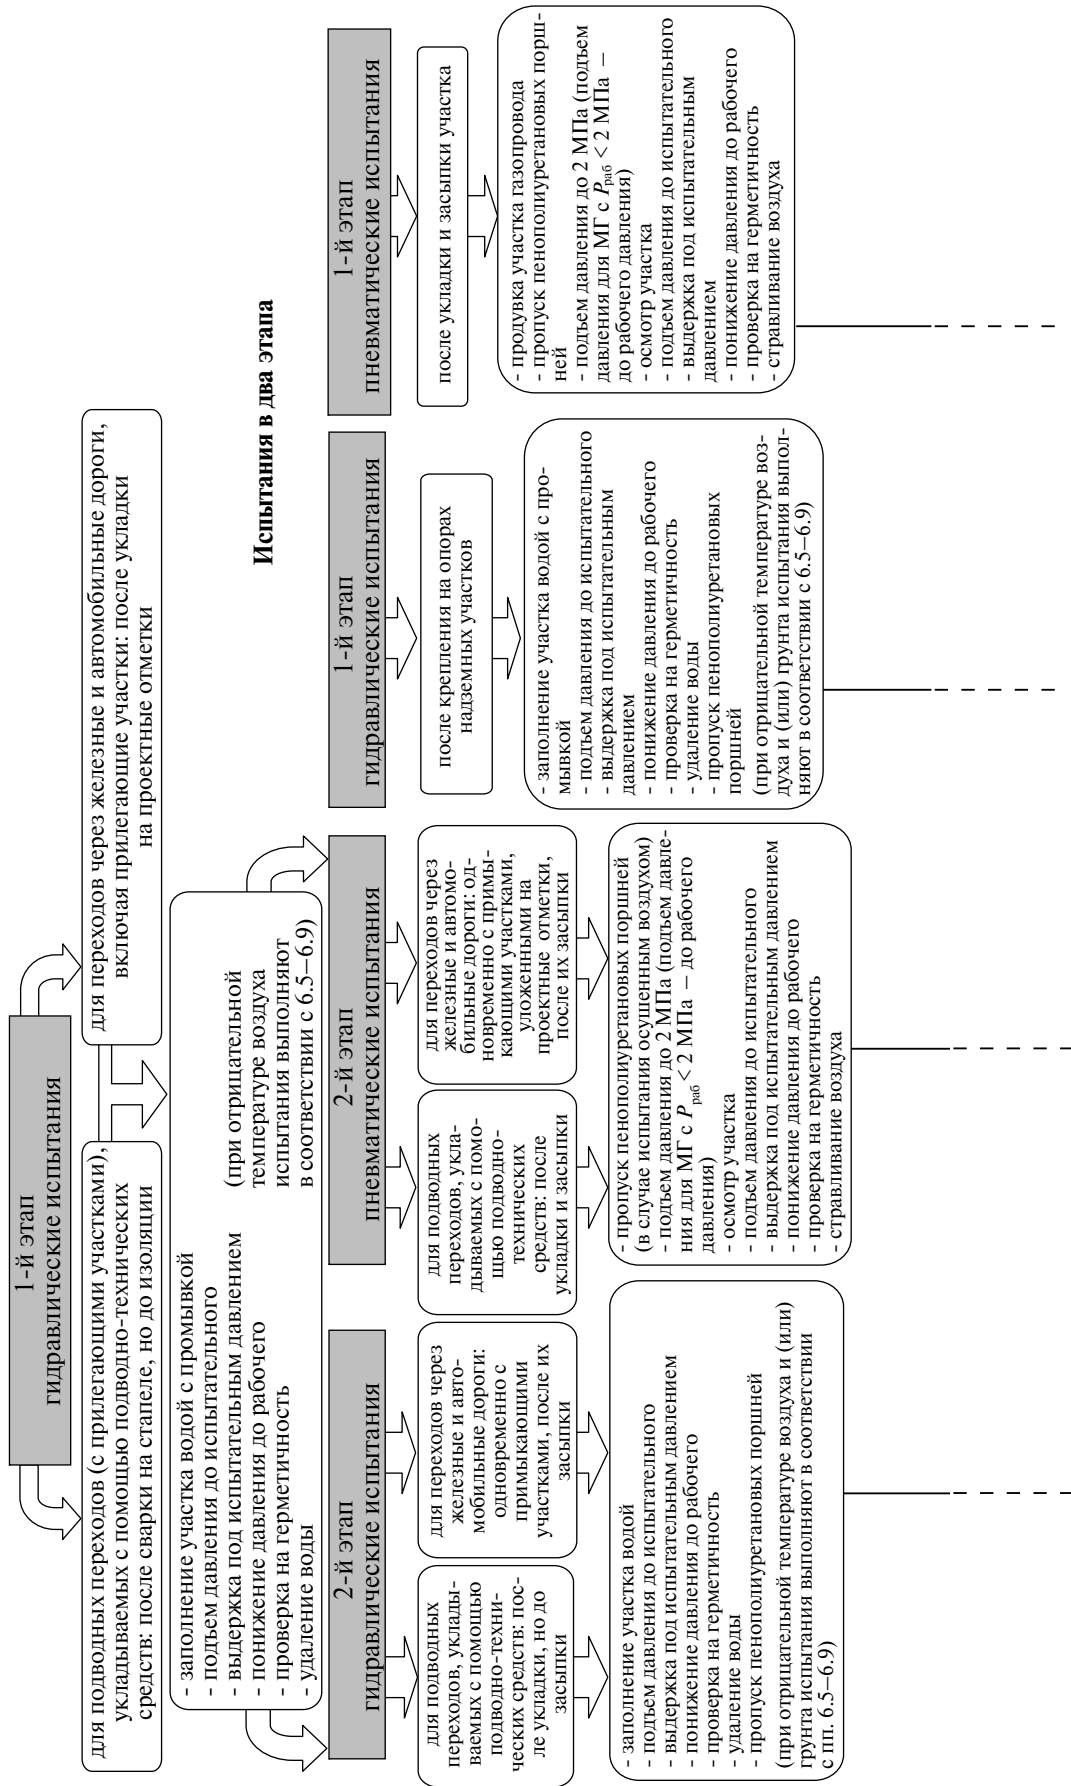 1-й этап
гидравлические испытания
для подводных переходов (с прилегающими участками),
укладываемых с помощью подводно-технических
средств: после сварки на стапеле, но до изоляции
для переходов через железные и автомобильные дороги,
включая прилегающие участки: после укладки
на проектные отметки
- заполнение участка водой с промывкой
- подъем давления до испытательного
- выдержка под испытательным давлением
- понижение давления до рабочего
- проверка на герметичность
- удаление воды
(при отрицательной
температуре воздуха
испытания выполняют
в соответствии с 6.5–6.9)
Испытания в два этапа
2-й этап
гидравлические испытания
для подводных
переходов, уклады-
ваемых с помощью
подводно-техни-
ческих средств: пос-
ле укладки, но до
засыпки
для переходов через
железные и авто-
мобильные дороги:
одновременно с
примыкающими
участками, после их
засыпки
- заполнение участка водой
- подъем давления до испытательного
- выдержка под испытательным давлением
- понижение давления до рабочего
- проверка на герметичность
- удаление воды
- пропуск пенополиуретановых поршней
(при отрицательной температуре воздуха и (или)
грунта испытания выполняют в соответствии
с пп. 6.5–6.9)
2-й этап
пневматические испытания
для подводных
переходов, укла-
дываемых с помо-
щью подводно-
технических
средств: после
укладки и засыпки
для переходов через
железные и автомо-
бильные дороги: од-
новременно с примы-
кающими участками,
уложенными на
проектные отметки,
после их засыпки
- пропуск пенополиуретановых поршней
(в случае испытания осушенным воздухом)
- подъем давления до 2 МПа (подъем давле-
ния для МГ с Pраб < 2 МПа — до рабочего
давления)
- осмотр участка
- подъем давления до испытательного
- выдержка под испытательным давлением
- понижение давления до рабочего
- проверка на герметичность
- стравливание воздуха
1-й этап
гидравлические испытания
после крепления на опорах
надземных участков
- заполнение участка водой с про-
мывкой
- подъем давления до испытательного
- выдержка под испытательным
давлением
- понижение давления до рабочего
- проверка на герметичность
- удаление воды
- пропуск пенополиуретановых
поршней
(при отрицательной температуре воз-
духа и (или) грунта испытания выпол-
няют в соответствии с 6.5–6.9)
1-й этап
пневматические испытания
после укладки и засыпки участка
- продувка участка газопровода
- пропуск пенополиуретановых порш-
ней
- подъем давления до 2 МПа (подъем
давления для МГ с Pраб < 2 МПа —
до рабочего давления)
- осмотр участка
- подъем давления до испытательного
- выдержка под испытательным
давлением
- понижение давления до рабочего
- проверка на герметичность
- стравливание воздуха